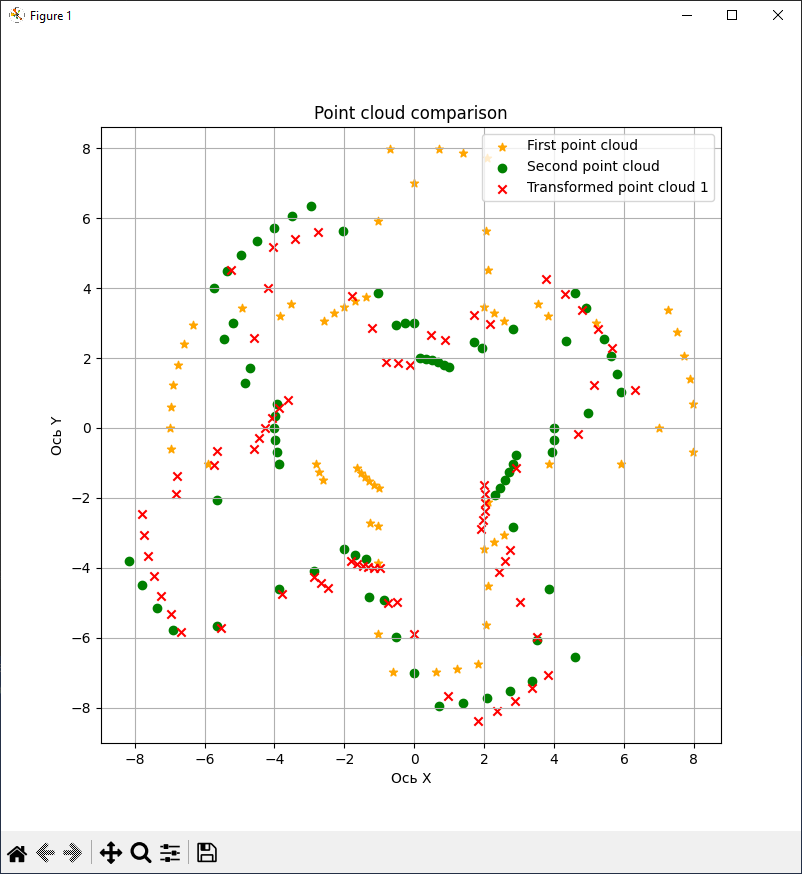 Figure 1
Point cloud comparison
First point cloud
Second point cloud
Transformed point cloud 1
8
6
4
2
0
−2
−4
−6
−8
Ось Y
−8 −6 −4 −2 0 2 4 6 8
Ось X